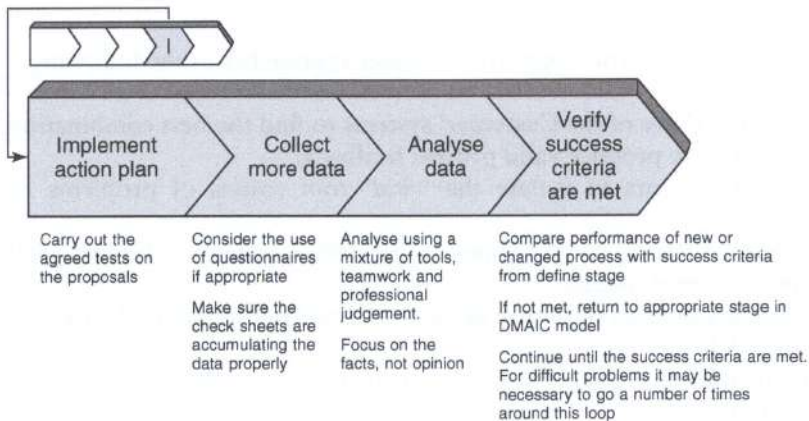 I
Implement
action plan
Collect
more data
Analyse
data
Verify
success
criteria
are met
Carry out the
agreed tests on
the proposals
Consider the use
of questionnaires
if appropriate
Make sure the
check sheets are
accumulating the
data properly
Analyse using a
mixture of tools,
teamwork and
professional
judgement.
Focus on the
facts, not opinion
Compare performance of new or
changed process with success criteria
from define stage
If not met, return to appropriate stage in
DMAIC model
Continue until the success criteria are met.
For difficult problems it may be
necessary to go a number of times
around this loop